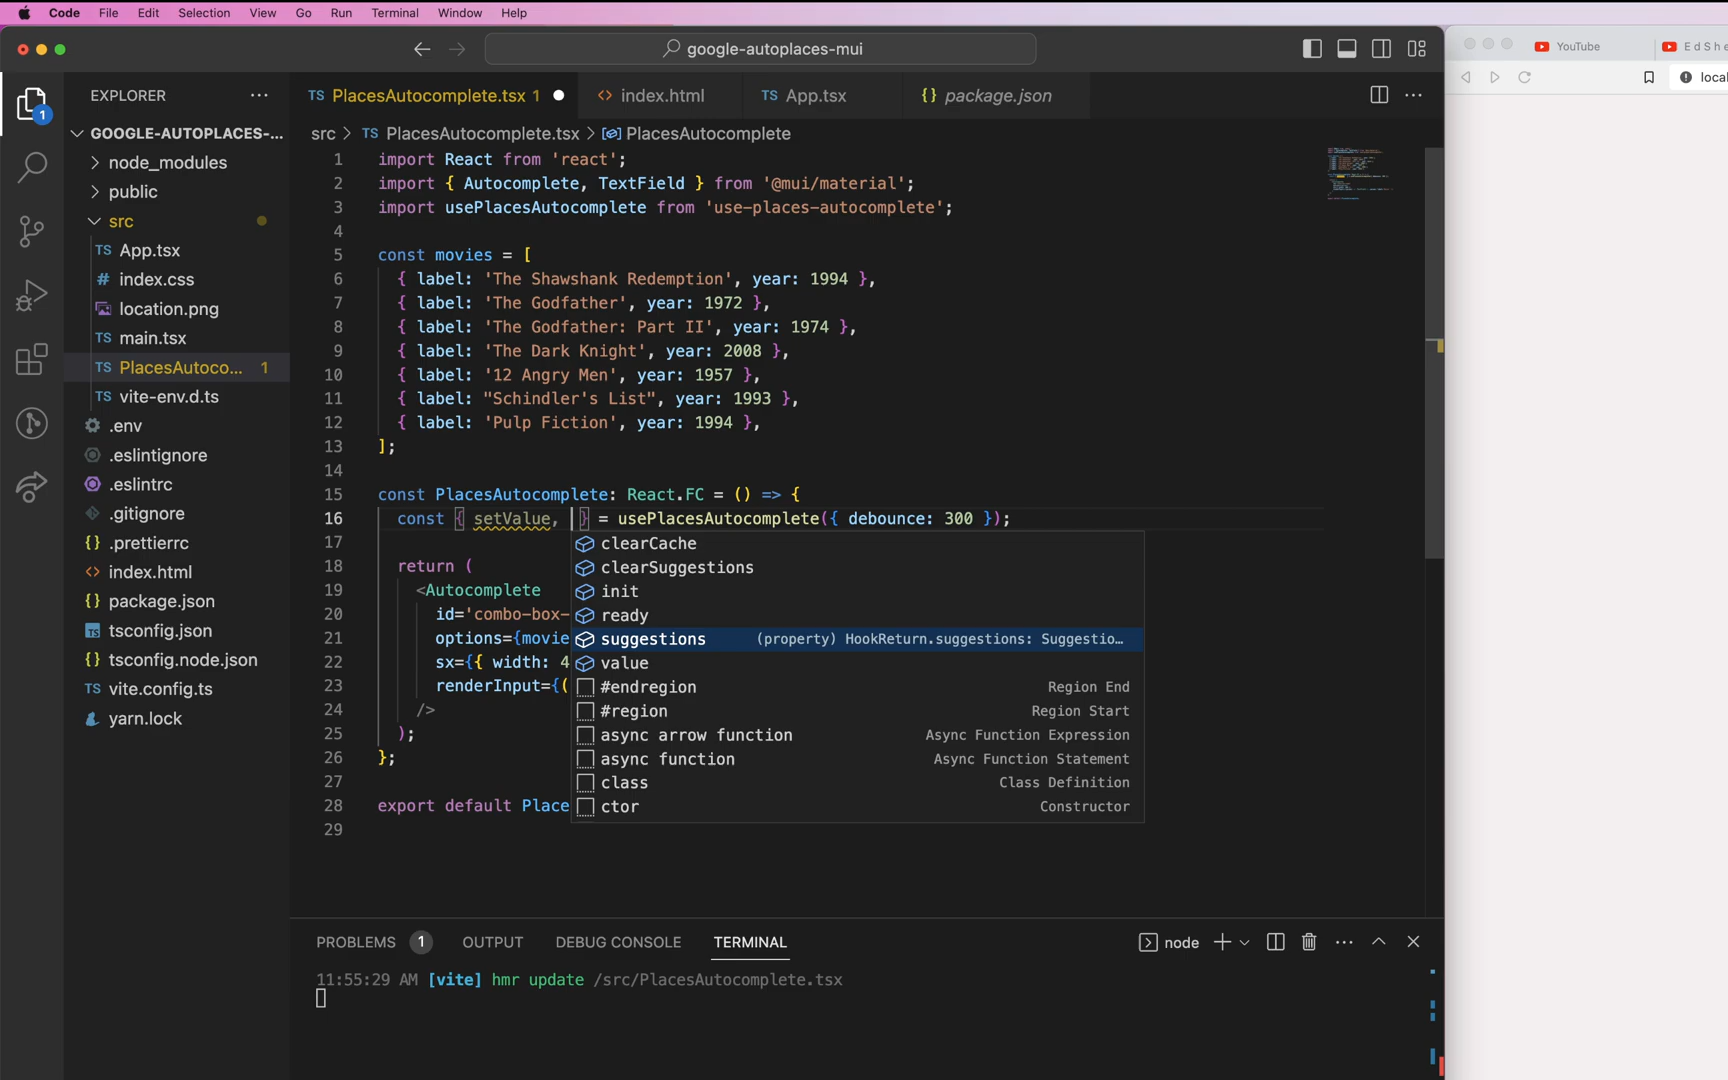 Code File Edit Selection View Go Run Terminal Window Help
google-autoplaces-mui
YouTube
E d S h e
loca
EXPLORER
1
GOOGLE-AUTOPLACES-...
node_modules
public
src
App.tsx
index.css
location.png
main.tsx
PlacesAutoco... 1
vite-env.d.ts
.env
.eslintignore
.eslintrc
.gitignore
.prettierrc
index.html
package.json
tsconfig.json
tsconfig.node.json
vite.config.ts
yarn.lock
TS PlacesAutocomplete.tsx 1 <> index.html TS App.tsx {} package.json
src > TS PlacesAutocomplete.tsx > PlacesAutocomplete
1 import React from 'react';
2 import { Autocomplete, TextField } from '@mui/material';
3 import usePlacesAutocomplete from 'use-places-autocomplete';
4
5 const movies = [
6 { label: 'The Shawshank Redemption', year: 1994 },
7 { label: 'The Godfather', year: 1972 },
8 { label: 'The Godfather: Part II', year: 1974 },
9 { label: 'The Dark Knight', year: 2008 },
10 { label: '12 Angry Men', year: 1957 },
11 { label: "Schindler's List", year: 1993 },
12 { label: 'Pulp Fiction', year: 1994 },
13 ];
14
15 const PlacesAutocomplete: React.FC = () => {
16 const { setValue, } = usePlacesAutocomplete({ debounce: 300 });
17
18 return (
19 <Autocomplete
20 id='combo-box-
21 options={movie
22 sx={{ width: 4
23 renderInput={(
24 />
25 );
26 };
27
28 export default Place
29
clearCache
clearSuggestions
init
ready
suggestions (property) HookReturn.suggestions: Suggestio…
value
#endregion Region End
#region Region Start
async arrow function Async Function Expression
async function Async Function Statement
class Class Definition
ctor Constructor
PROBLEMS 1 OUTPUT DEBUG CONSOLE TERMINAL
node
11:55:29 AM [vite] hmr update /src/PlacesAutocomplete.tsx